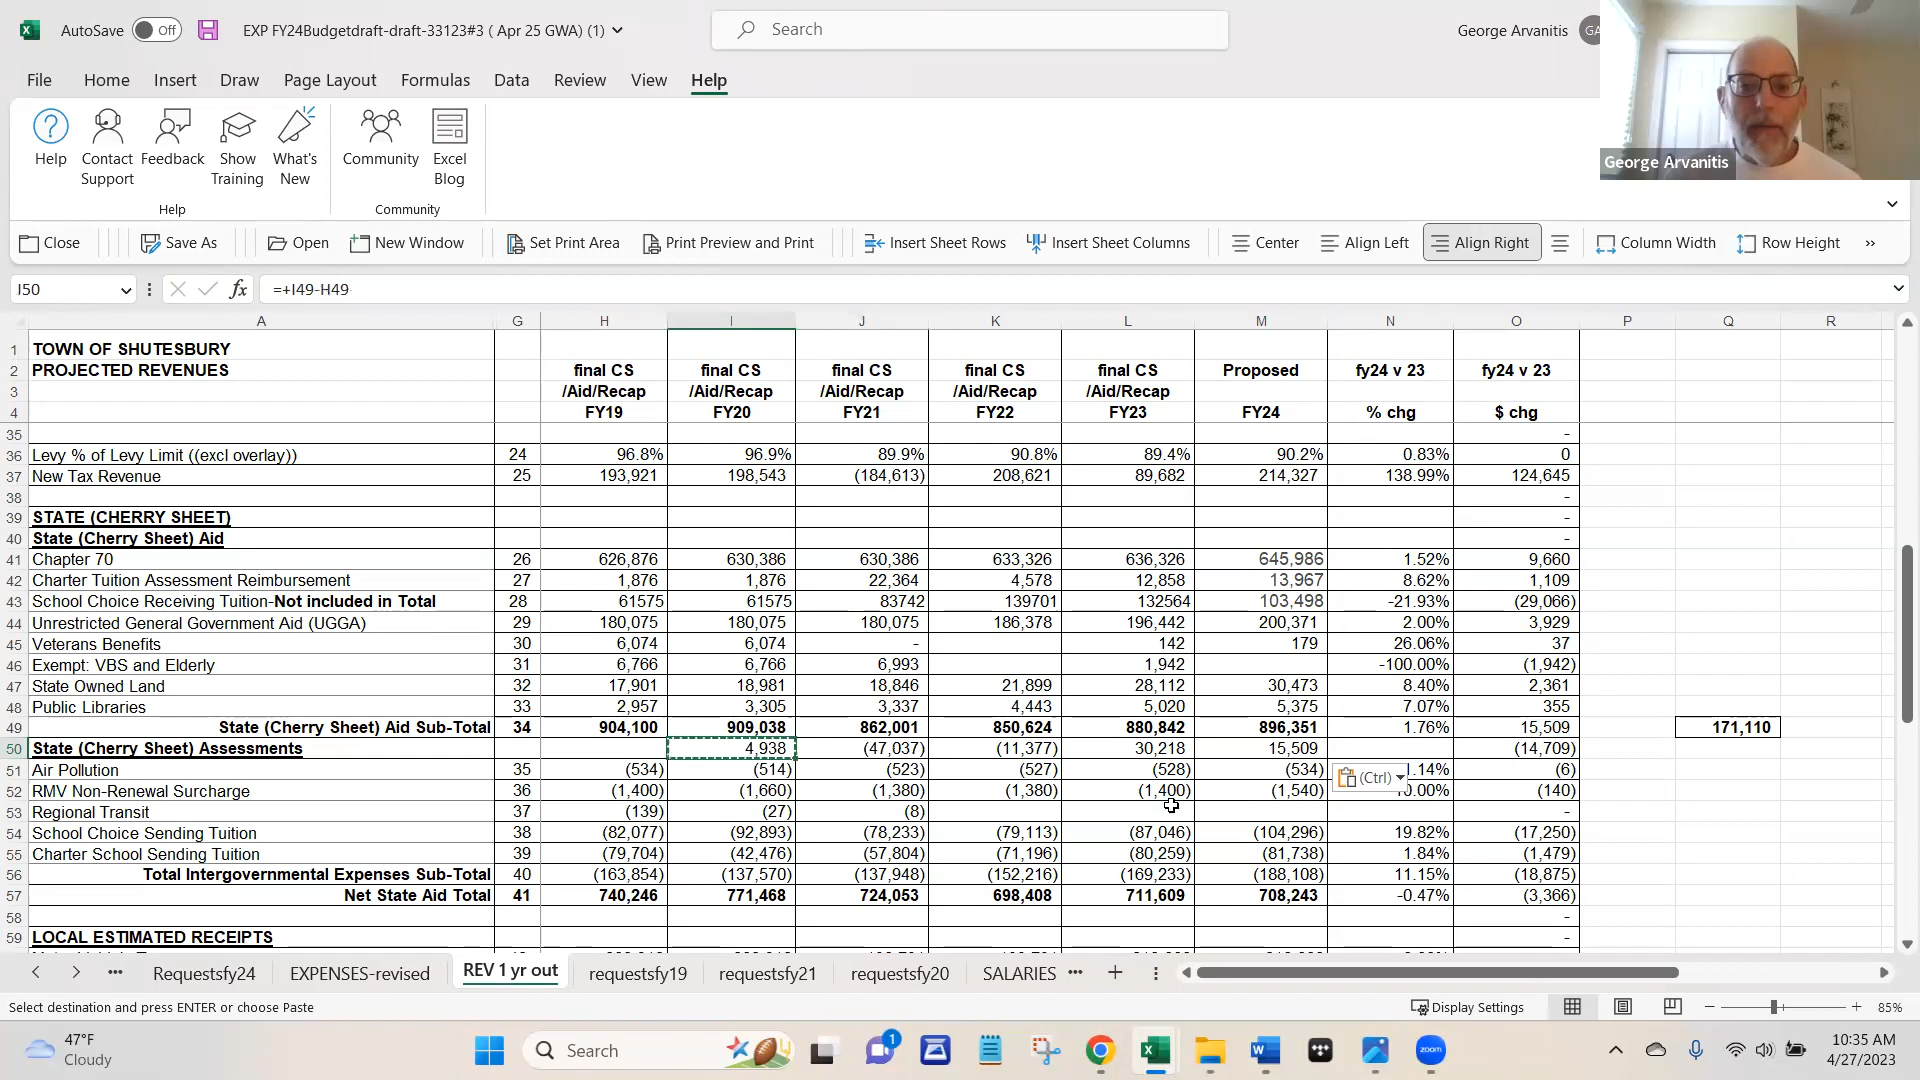 AutoSave Off EXP FY24Budgetdraft-draft-33123#3 ( Apr 25 GWA) (1) Search George Arvanitis GA
File Home Insert Draw Page Layout Formulas Data Review View Help
Help Contact Support Feedback Show Training What's New Community Excel Blog
Help Community
George Arvanitis
Close Save As Open New Window Set Print Area Print Preview and Print Insert Sheet Rows Insert Sheet Columns Center Align Left Align Right Column Width Row Height
J50 fx =+I49-H49
A G H I J K L M N O P Q R
1 TOWN OF SHUTESBURY
2 PROJECTED REVENUES final CS final CS final CS final CS final CS Proposed fy24 v 23 fy24 v 23
3 /Aid/Recap /Aid/Recap /Aid/Recap /Aid/Recap /Aid/Recap
4 FY19 FY20 FY21 FY22 FY23 FY24 % chg $ chg
35 -
36 Levy % of Levy Limit ((excl overlay)) 24 96.8% 96.9% 89.9% 90.8% 89.4% 90.2% 0.83% 0
37 New Tax Revenue 25 193,921 198,543 (184,613) 208,621 89,682 214,327 138.99% 124,645
38 -
39 STATE (CHERRY SHEET) -
40 State (Cherry Sheet) Aid -
41 Chapter 70 26 626,876 630,386 630,386 633,326 636,326 645,986 1.52% 9,660
42 Charter Tuition Assessment Reimbursement 27 1,876 1,876 22,364 4,578 12,858 13,967 8.62% 1,109
43 School Choice Receiving Tuition-Not included in Total 28 61575 61575 83742 139701 132564 103,498 -21.93% (29,066)
44 Unrestricted General Government Aid (UGGA) 29 180,075 180,075 180,075 186,378 196,442 200,371 2.00% 3,929
45 Veterans Benefits 30 6,074 6,074 - 142 179 26.06% 37
46 Exempt: VBS and Elderly 31 6,766 6,766 6,993 1,942 -100.00% (1,942)
47 State Owned Land 32 17,901 18,981 18,846 21,899 28,112 30,473 8.40% 2,361
48 Public Libraries 33 2,957 3,305 3,337 4,443 5,020 5,375 7.07% 355
49 State (Cherry Sheet) Aid Sub-Total 34 904,100 909,038 862,001 850,624 880,842 896,351 1.76% 15,509 171,110
50 State (Cherry Sheet) Assessments 4,938 (47,037) (11,377) 30,218 15,509 (14,709)
51 Air Pollution 35 (534) (514) (523) (527) (528) (534) (Ctrl) 1.14% (6)
52 RMV Non-Renewal Surcharge 36 (1,400) (1,660) (1,380) (1,380) (1,400) (1,540) 0.00% (140)
53 Regional Transit 37 (139) (27) (8) -
54 School Choice Sending Tuition 38 (82,077) (92,893) (78,233) (79,113) (87,046) (104,296) 19.82% (17,250)
55 Charter School Sending Tuition 39 (79,704) (42,476) (57,804) (71,196) (80,259) (81,738) 1.84% (1,479)
56 Total Intergovernmental Expenses Sub-Total 40 (163,854) (137,570) (137,948) (152,216) (169,233) (188,108) 11.15% (18,875)
57 Net State Aid Total 41 740,246 771,468 724,053 698,408 711,609 708,243 -0.47% (3,366)
58 -
59 LOCAL ESTIMATED RECEIPTS -
Requestsfy24 EXPENSES-revised REV 1 yr out requestsfy19 requestsfy21 requestsfy20 SALARIES
Select destination and press ENTER or choose Paste Display Settings 85%
47°F
Cloudy
Search 1 zoom
10:35 AM
4/27/2023